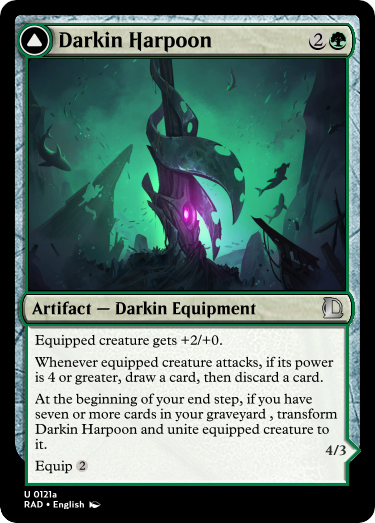 Darkin Harpoon 2
Artifact — Darkin Equipment
Equipped creature gets +2/+0.
Whenever equipped creature attacks, if its power
is 4 or greater, draw a card, then discard a card.
At the beginning of your end step, if you have
seven or more cards in your graveyard , transform
Darkin Harpoon and unite equipped creature to
it.
4/3
Equip 2
U 0121a
RAD • English